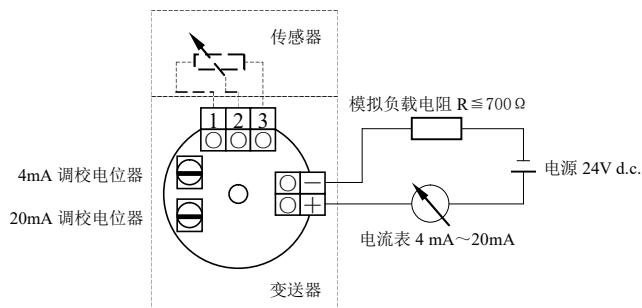 传感器
1 2 3
模拟负载电阻 R≦700Ω
4mA 调校电位器
电源 24V d.c.
20mA 调校电位器
电流表 4 mA～20mA
变送器